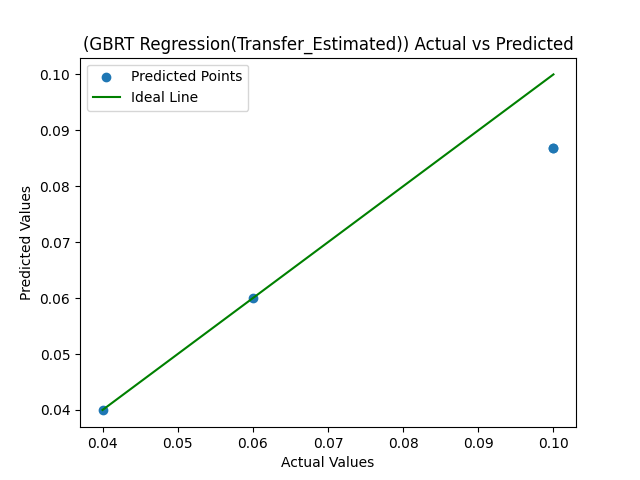 (GBRT Regression(Transfer_Estimated)) Actual vs Predicted
Predicted Points
Ideal Line
Predicted Values
0.10
0.09
0.08
0.07
0.06
0.05
0.04
0.04 0.05 0.06 0.07 0.08 0.09 0.10
Actual Values